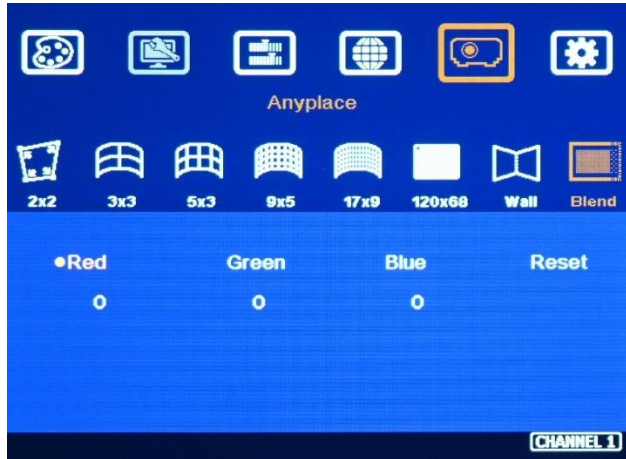 Anyplace
2x2 3x3 5x3 9x5 17x9 120x68 Wall Blend
•Red Green Blue Reset
0 0 0
CHANNEL 1